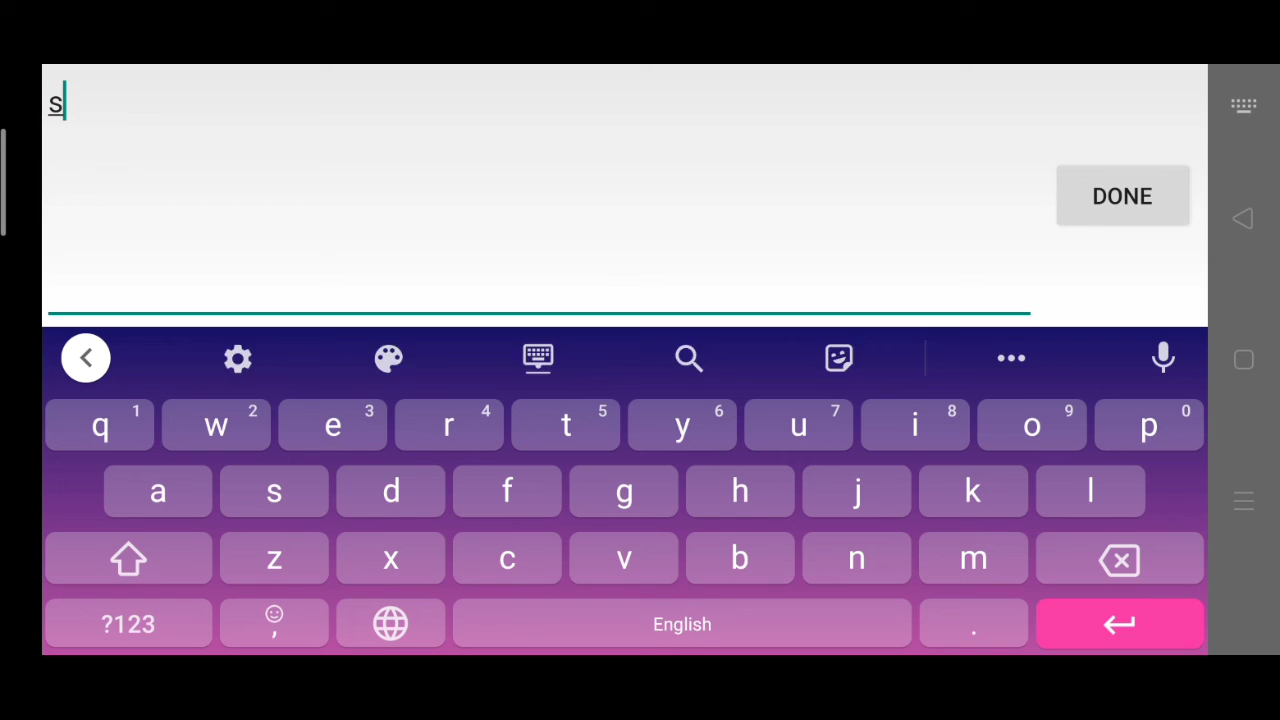 s
DONE
q 1 w 2 e 3 r 4 t 5 y 6 u 7 i 8 o 9 p 0
a s d f g h j k l
z x c v b n m
?123 , English .